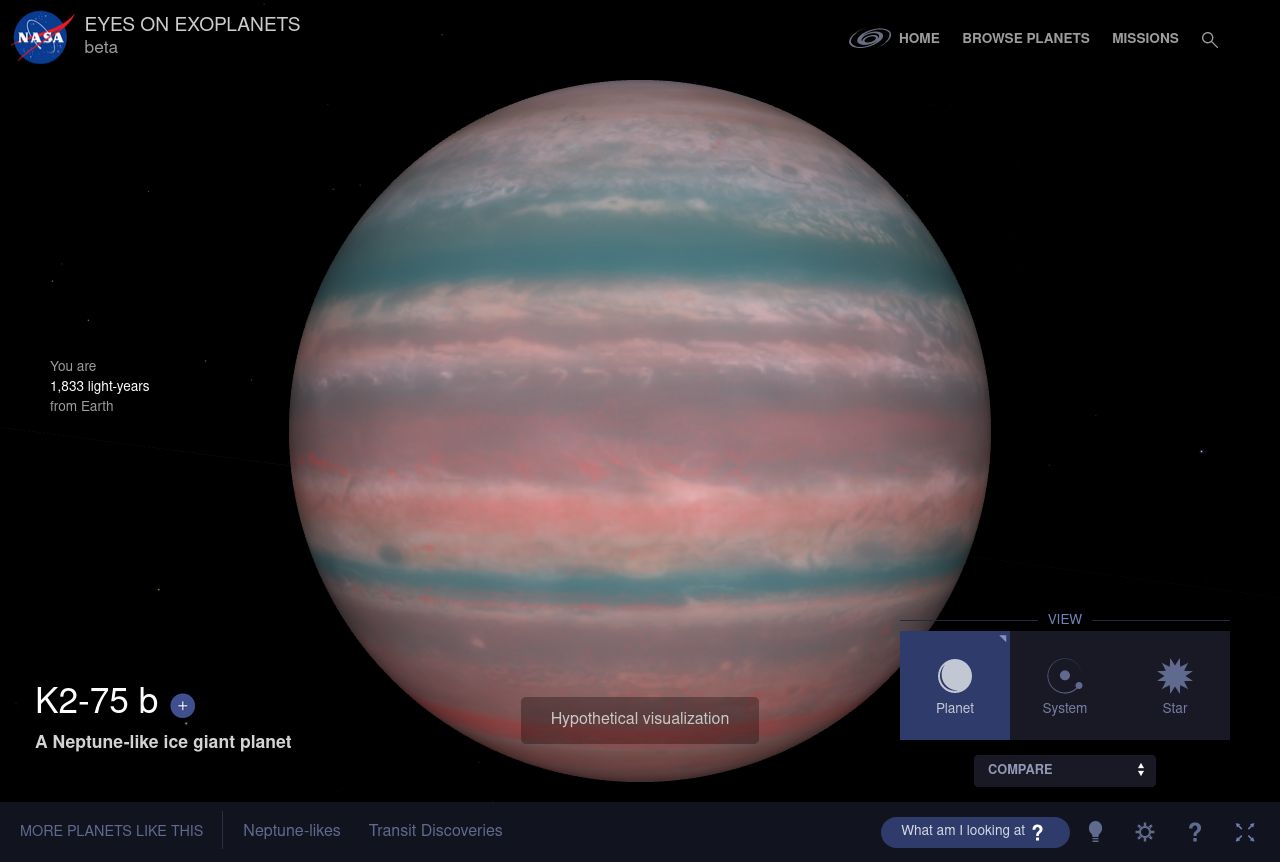 NASA
EYES ON EXOPLANETS
beta
HOME
BROWSE PLANETS
MISSIONS
You are
1,833 light-years
from Earth
K2-75 b +
A Neptune-like ice giant planet
Hypothetical visualization
VIEW
Planet
System
Star
COMPARE
MORE PLANETS LIKE THIS
Neptune-likes
Transit Discoveries
What am I looking at ?
?